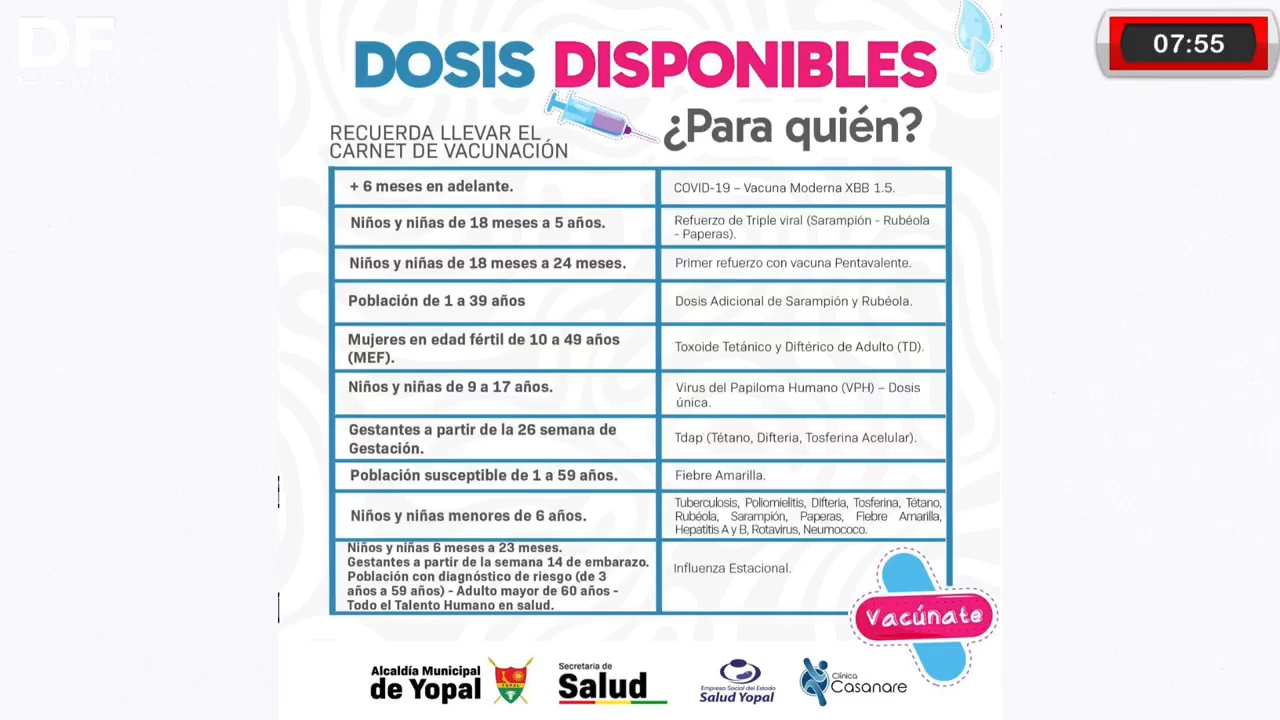 DF
07:55
DOSIS DISPONIBLES
¿Para quién?
RECUERDA LLEVAR EL
CARNET DE VACUNACIÓN
+ 6 meses en adelante.
COVID-19 – Vacuna Moderna XBB 1.5.
Niños y niñas de 18 meses a 5 años.
Refuerzo de Triple viral (Sarampión - Rubéola
- Paperas).
Niños y niñas de 18 meses a 24 meses.
Primer refuerzo con vacuna Pentavalente.
Población de 1 a 39 años
Dosis Adicional de Sarampión y Rubéola.
Mujeres en edad fértil de 10 a 49 años
(MEF).
Toxoide Tetánico y Diftérico de Adulto (TD).
Niños y niñas de 9 a 17 años.
Virus del Papiloma Humano (VPH) – Dosis
única.
Gestantes a partir de la 26 semana de
Gestación.
Tdap (Tétano, Difteria, Tosferina Acelular).
Población susceptible de 1 a 59 años.
Fiebre Amarilla.
Niños y niñas menores de 6 años.
Tuberculosis, Poliomielitis, Difteria, Tosferina, Tétano,
Rubéola, Sarampión, Paperas, Fiebre Amarilla,
Hepatitis A y B, Rotavirus, Neumococo.
Niños y niñas 6 meses a 23 meses.
Gestantes a partir de la semana 14 de embarazo.
Población con diagnóstico de riesgo (de 3
años a 59 años) - Adulto mayor de 60 años -
Todo el Talento Humano en salud.
Influenza Estacional.
Vacúnate
Alcaldía Municipal
de Yopal
YOPAL
Secretaría de
Salud
Empresa Social del Estado
Salud Yopal
Clínica
Casanare